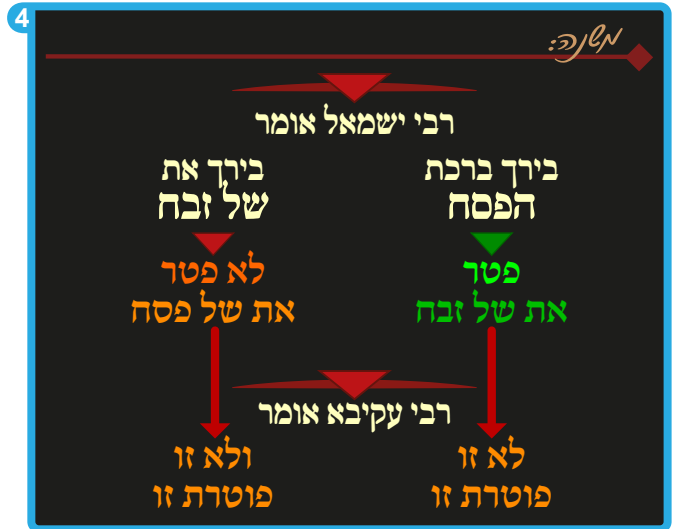 4
משנה:
רבי ישמאל אומר
בירך ברכת
הפסח
פטר
את של זבח
בירך את
של זבח
לא פטר
את של פסח
רבי עקיבא אומר
לא זו
פוטרת זו
ולא זו
פוטרת זו